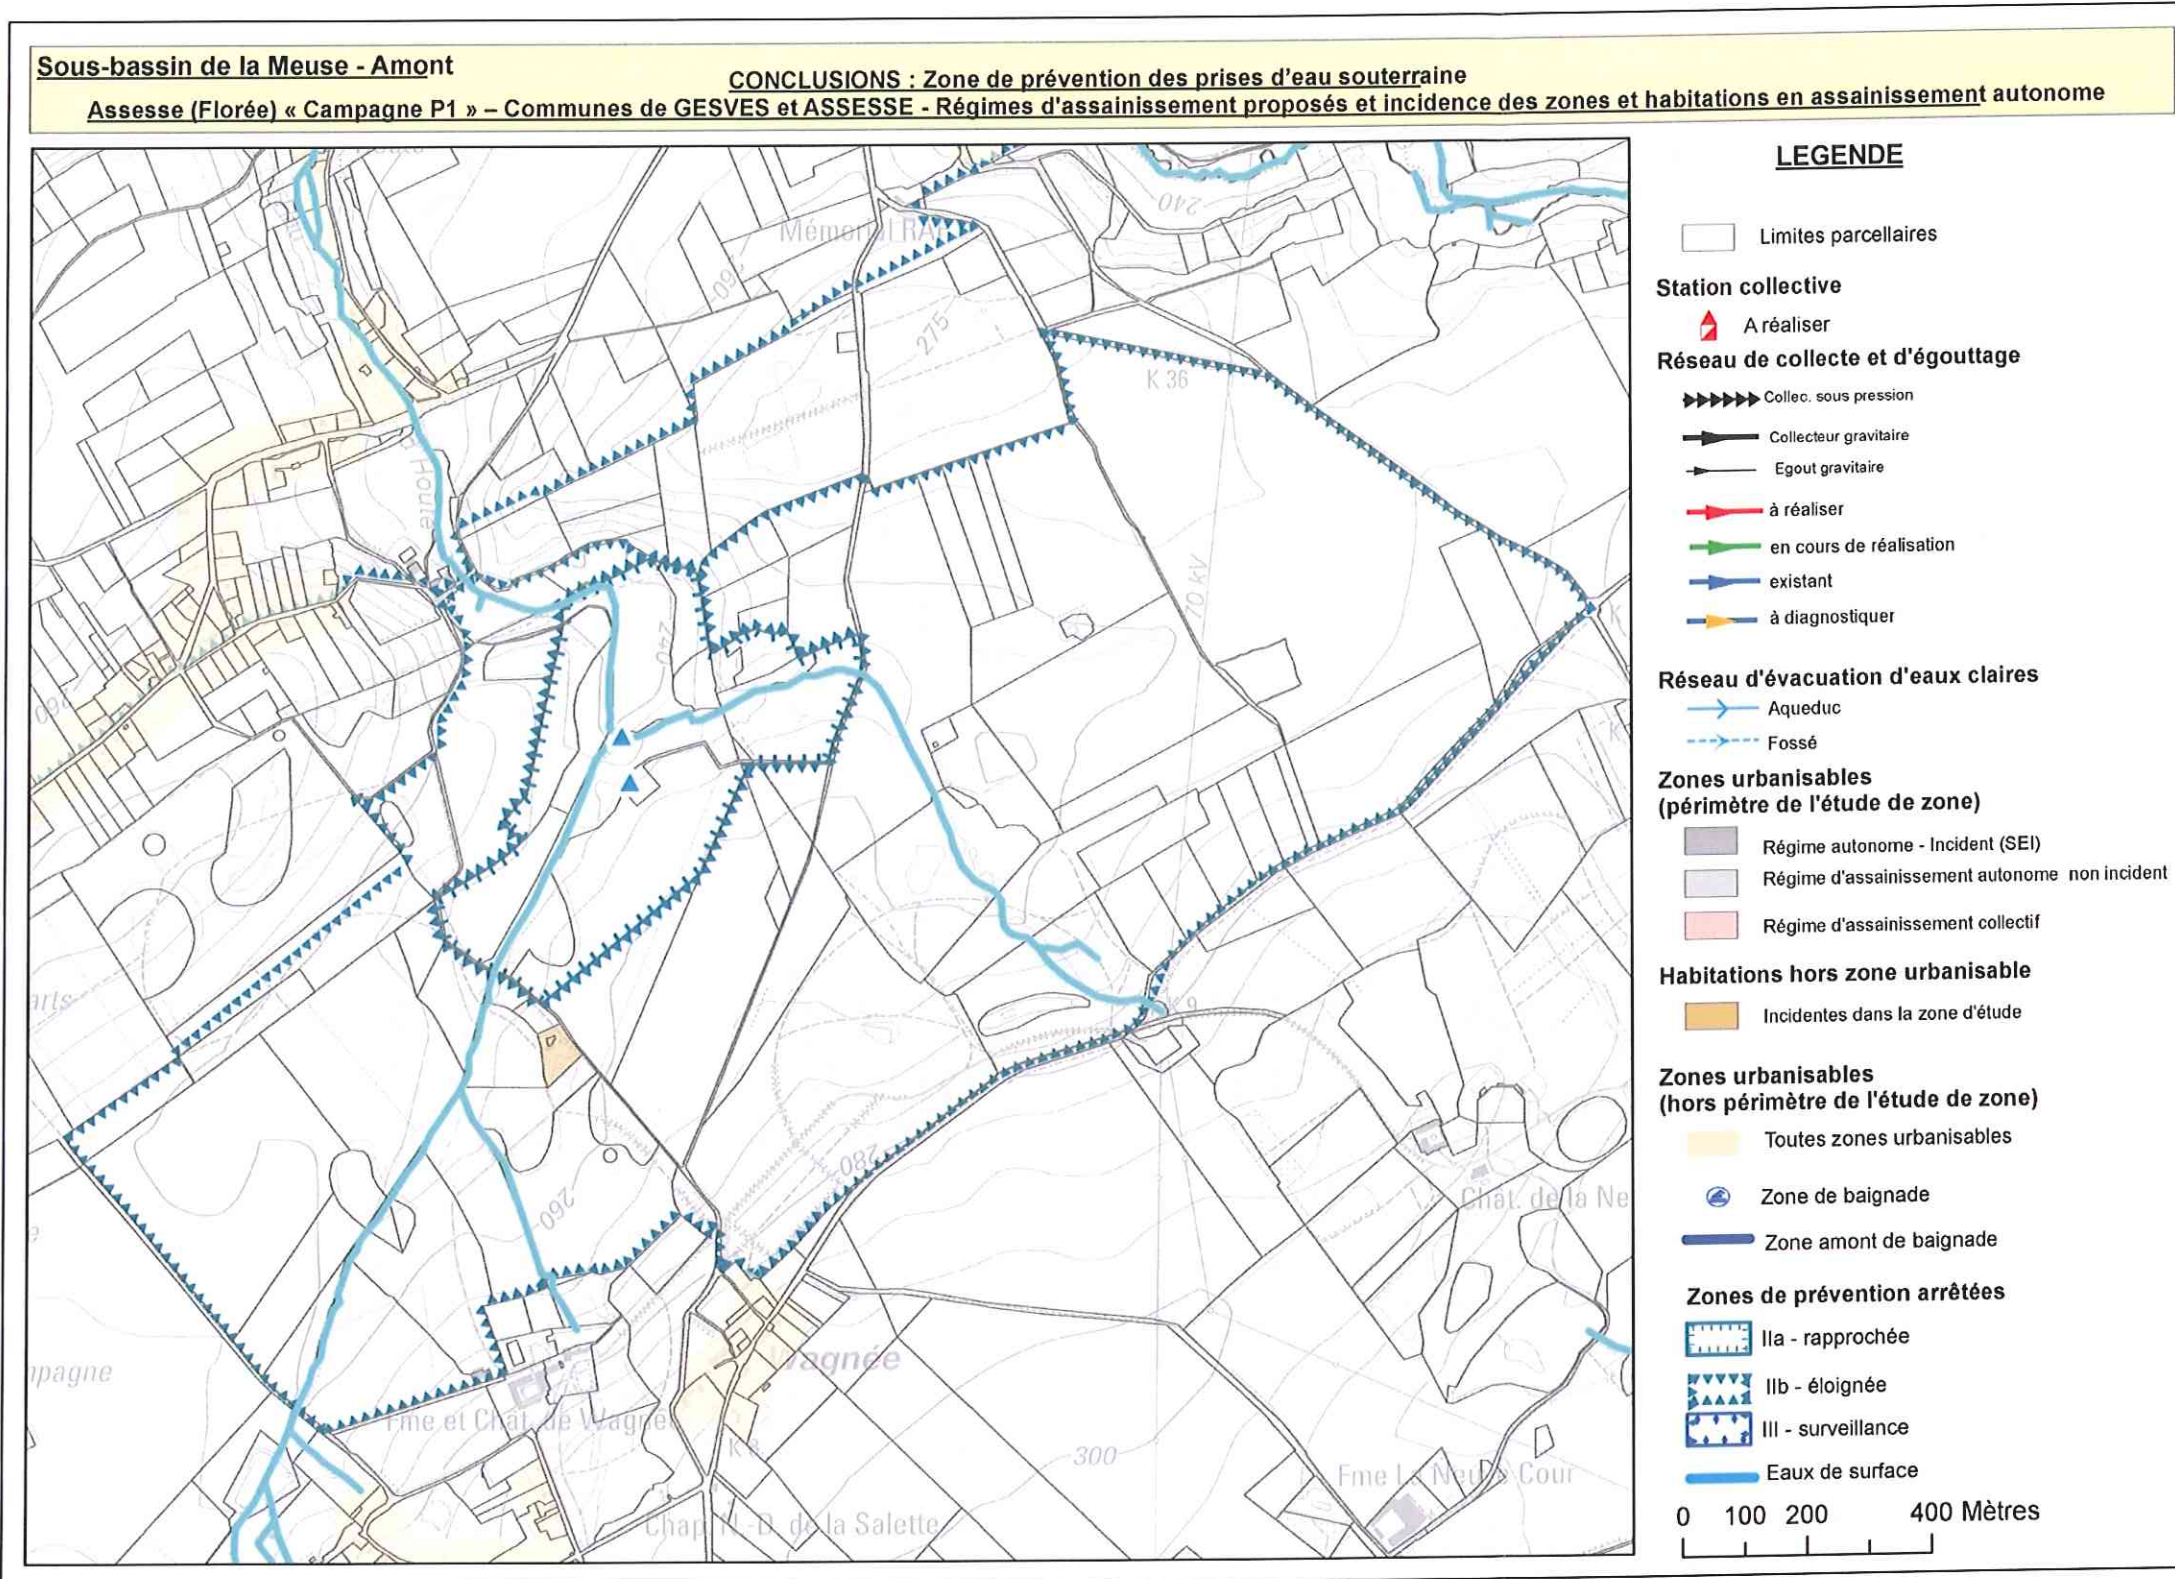 Sous-bassin de la Meuse - Amont
CONCLUSIONS : Zone de prévention des prises d'eau souterraine
Assesse (Florée) « Campagne P1 » – Communes de GESVES et ASSESSE - Régimes d'assainissement proposés et incidence des zones et habitations en assainissement autonome
LEGENDE
Limites parcellaires
Station collective
A réaliser
Réseau de collecte et d'égouttage
Collec. sous pression
Collecteur gravitaire
Egout gravitaire
à réaliser
en cours de réalisation
existant
à diagnostiquer
Réseau d'évacuation d'eaux claires
Aqueduc
Fossé
Zones urbanisables
(périmètre de l'étude de zone)
Régime autonome - Incident (SEI)
Régime d'assainissement autonome non incident
Régime d'assainissement collectif
Habitations hors zone urbanisable
Incidentes dans la zone d'étude
Zones urbanisables
(hors périmètre de l'étude de zone)
Toutes zones urbanisables
Zone de baignade
Zone amont de baignade
Zones de prévention arrêtées
IIa - rapprochée
IIb - éloignée
III - surveillance
Eaux de surface
0 100 200 400 Mètres
240
Mémorial RAF
260
275
K 36
70 kV
K
240
260
K
K 9
arts
280
Chât. de la Ne
260
mpagne
Wagnée
Fme et Chât. de Wagnée
K 8
300
Fme La Neuve Cour
Chap. N.-D. de la Salette